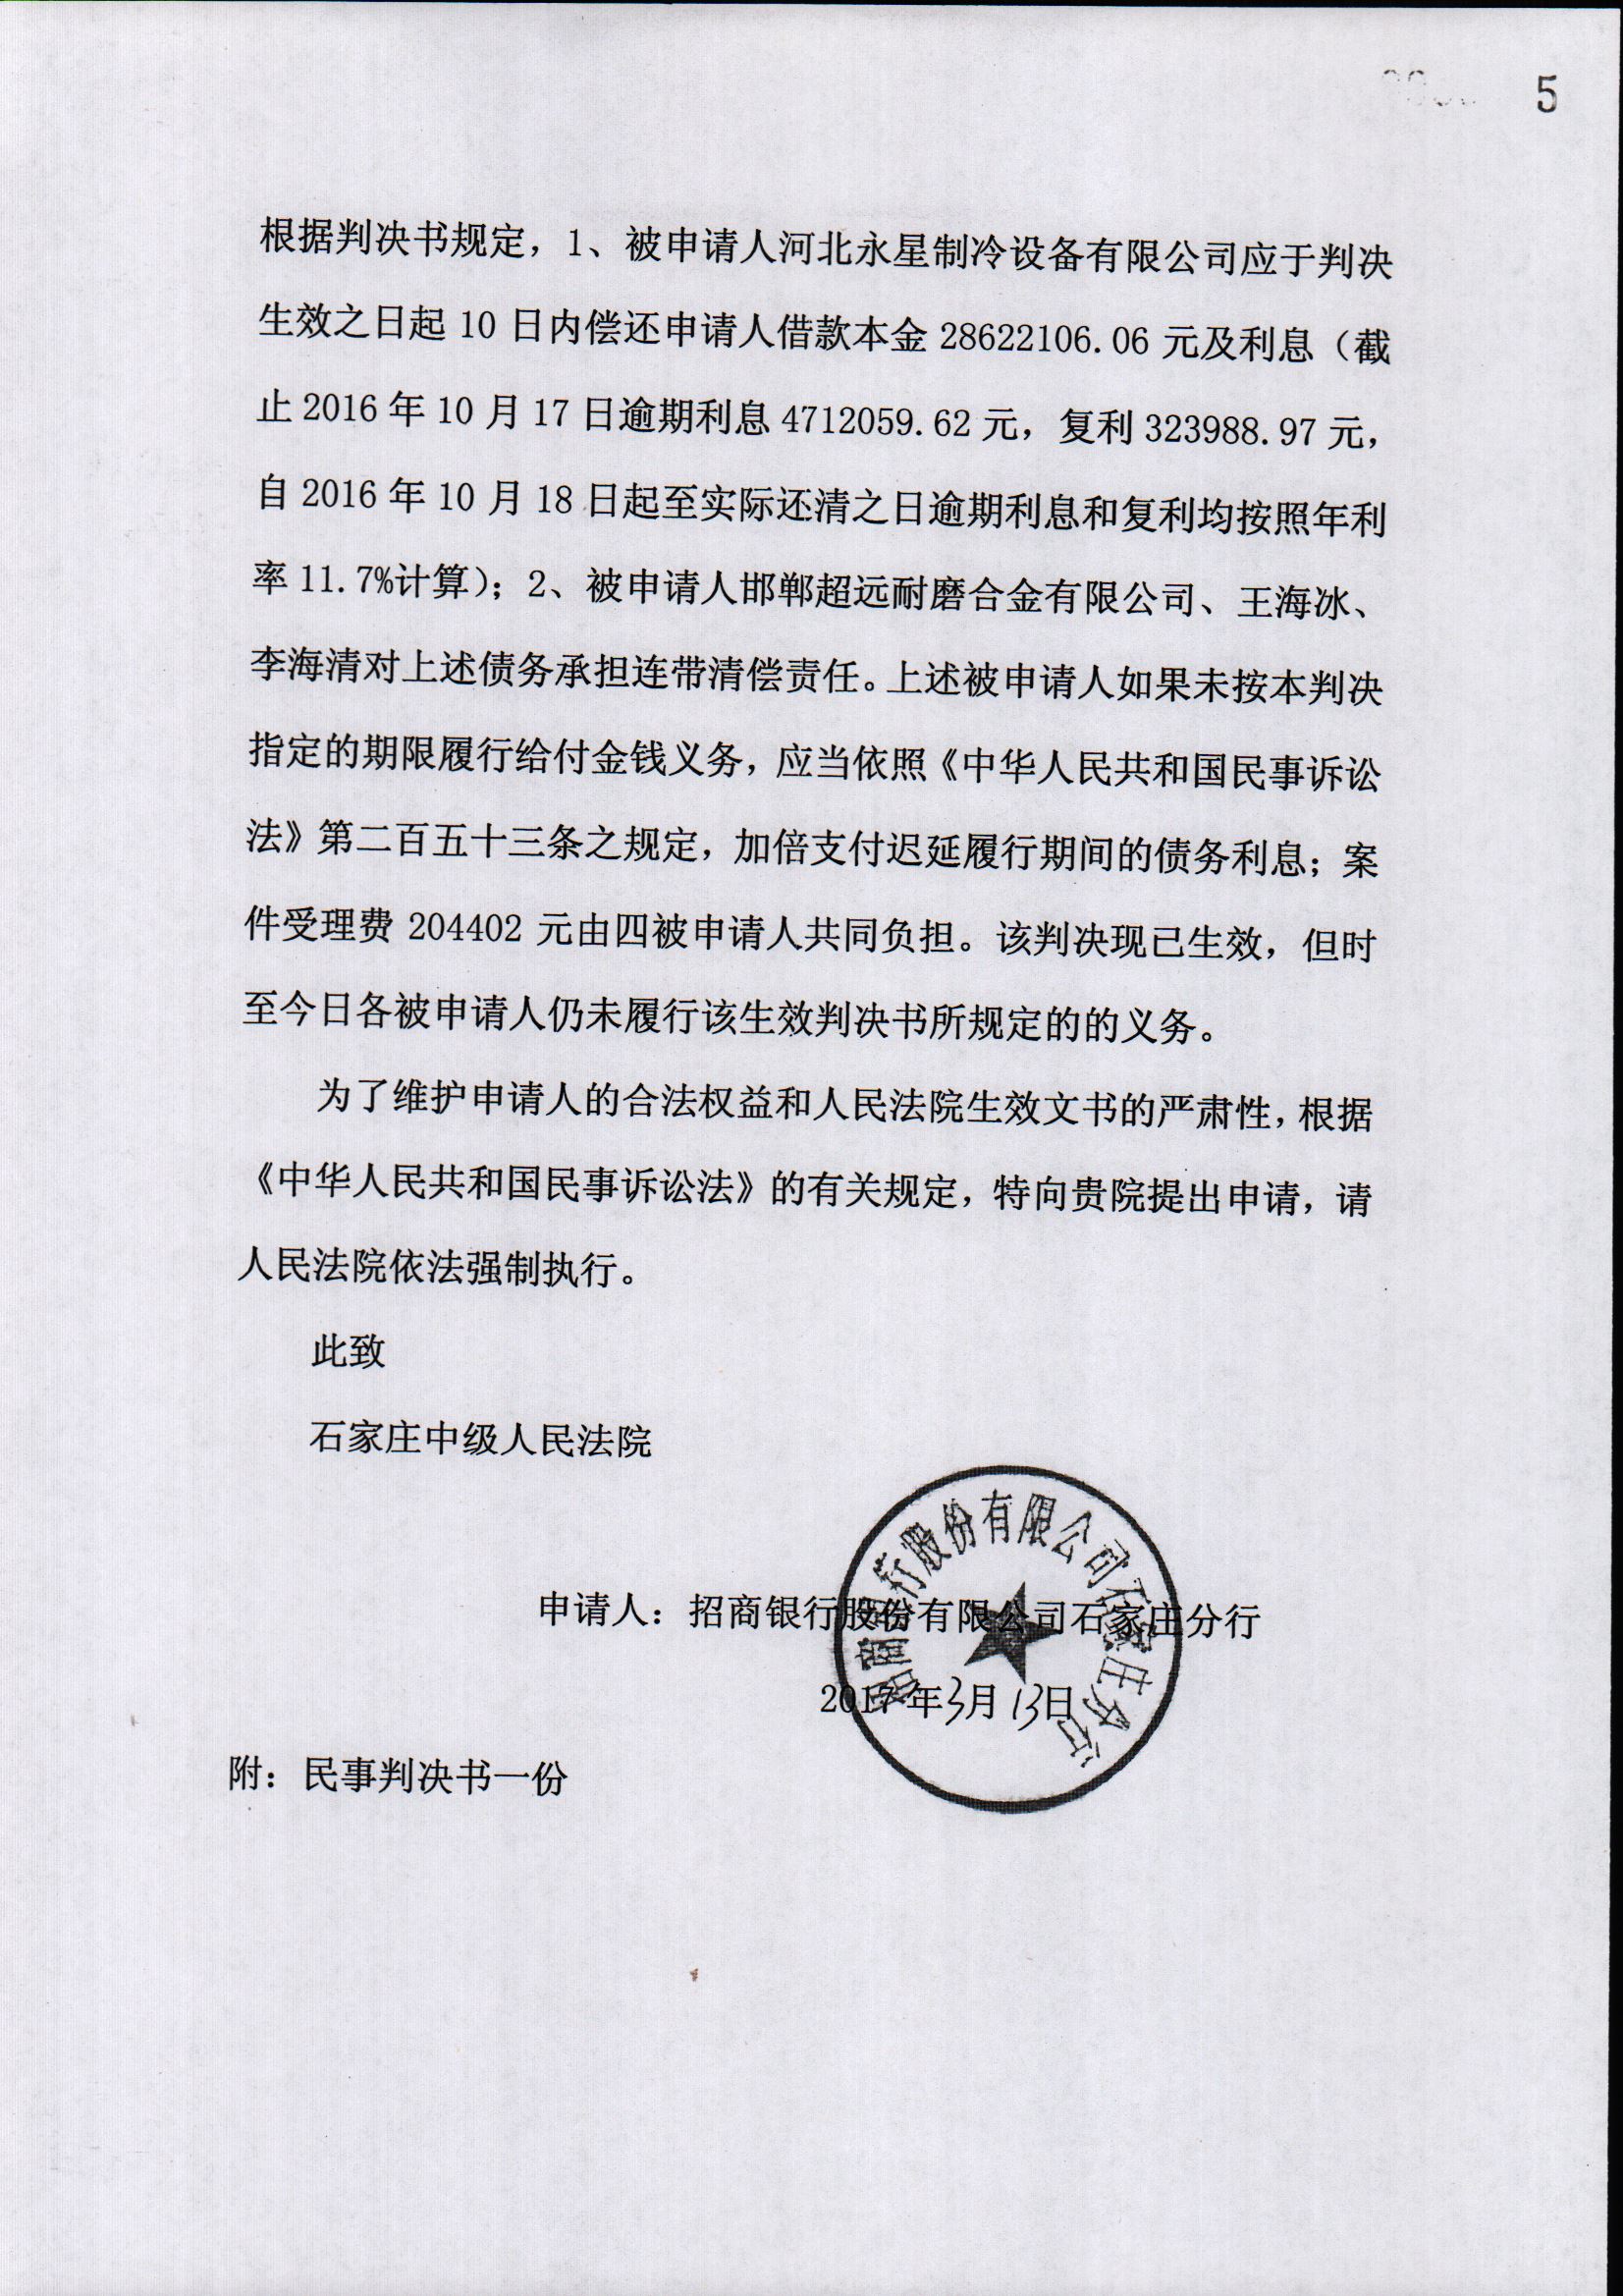 5
根据判决书规定，1、被申请人河北永星制冷设备有限公司应于判决
生效之日起 10 日内偿还申请人借款本金 28622106.06 元及利息（截
止 2016 年 10 月 17 日逾期利息 4712059.62 元，复利 323988.97 元，
自 2016 年 10 月 18 日起至实际还清之日逾期利息和复利均按照年利
率 11.7%计算）；2、被申请人邯郸超远耐磨合金有限公司、王海冰、
李海清对上述债务承担连带清偿责任。上述被申请人如果未按本判决
指定的期限履行给付金钱义务，应当依照《中华人民共和国民事诉讼
法》第二百五十三条之规定，加倍支付迟延履行期间的债务利息；案
件受理费 204402 元由四被申请人共同负担。该判决现已生效，但时
至今日各被申请人仍未履行该生效判决书所规定的的义务。
为了维护申请人的合法权益和人民法院生效文书的严肃性，根据
《中华人民共和国民事诉讼法》的有关规定，特向贵院提出申请，请
人民法院依法强制执行。
此致
石家庄中级人民法院
招商银行股份有限公司石家庄分行
申请人：招商银行股份有限公司石家庄分行
2017 年 3 月 13 日
附：民事判决书一份